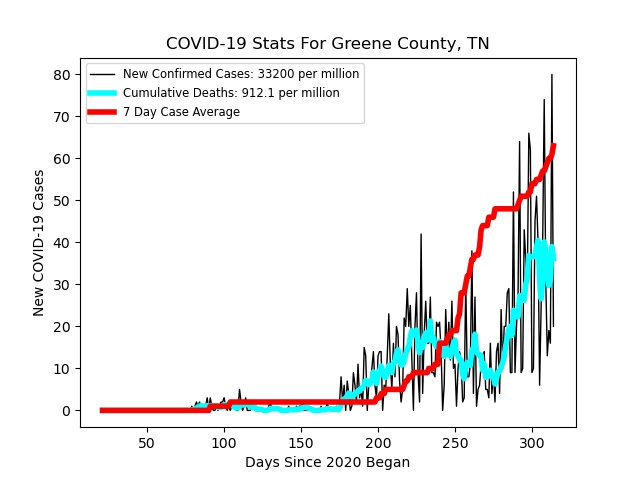 COVID-19 Stats For Greene County, TN
New Confirmed Cases: 33200 per million
Cumulative Deaths: 912.1 per million
7 Day Case Average
New COVID-19 Cases
80
70
60
50
40
30
20
10
0
50 100 150 200 250 300
Days Since 2020 Began